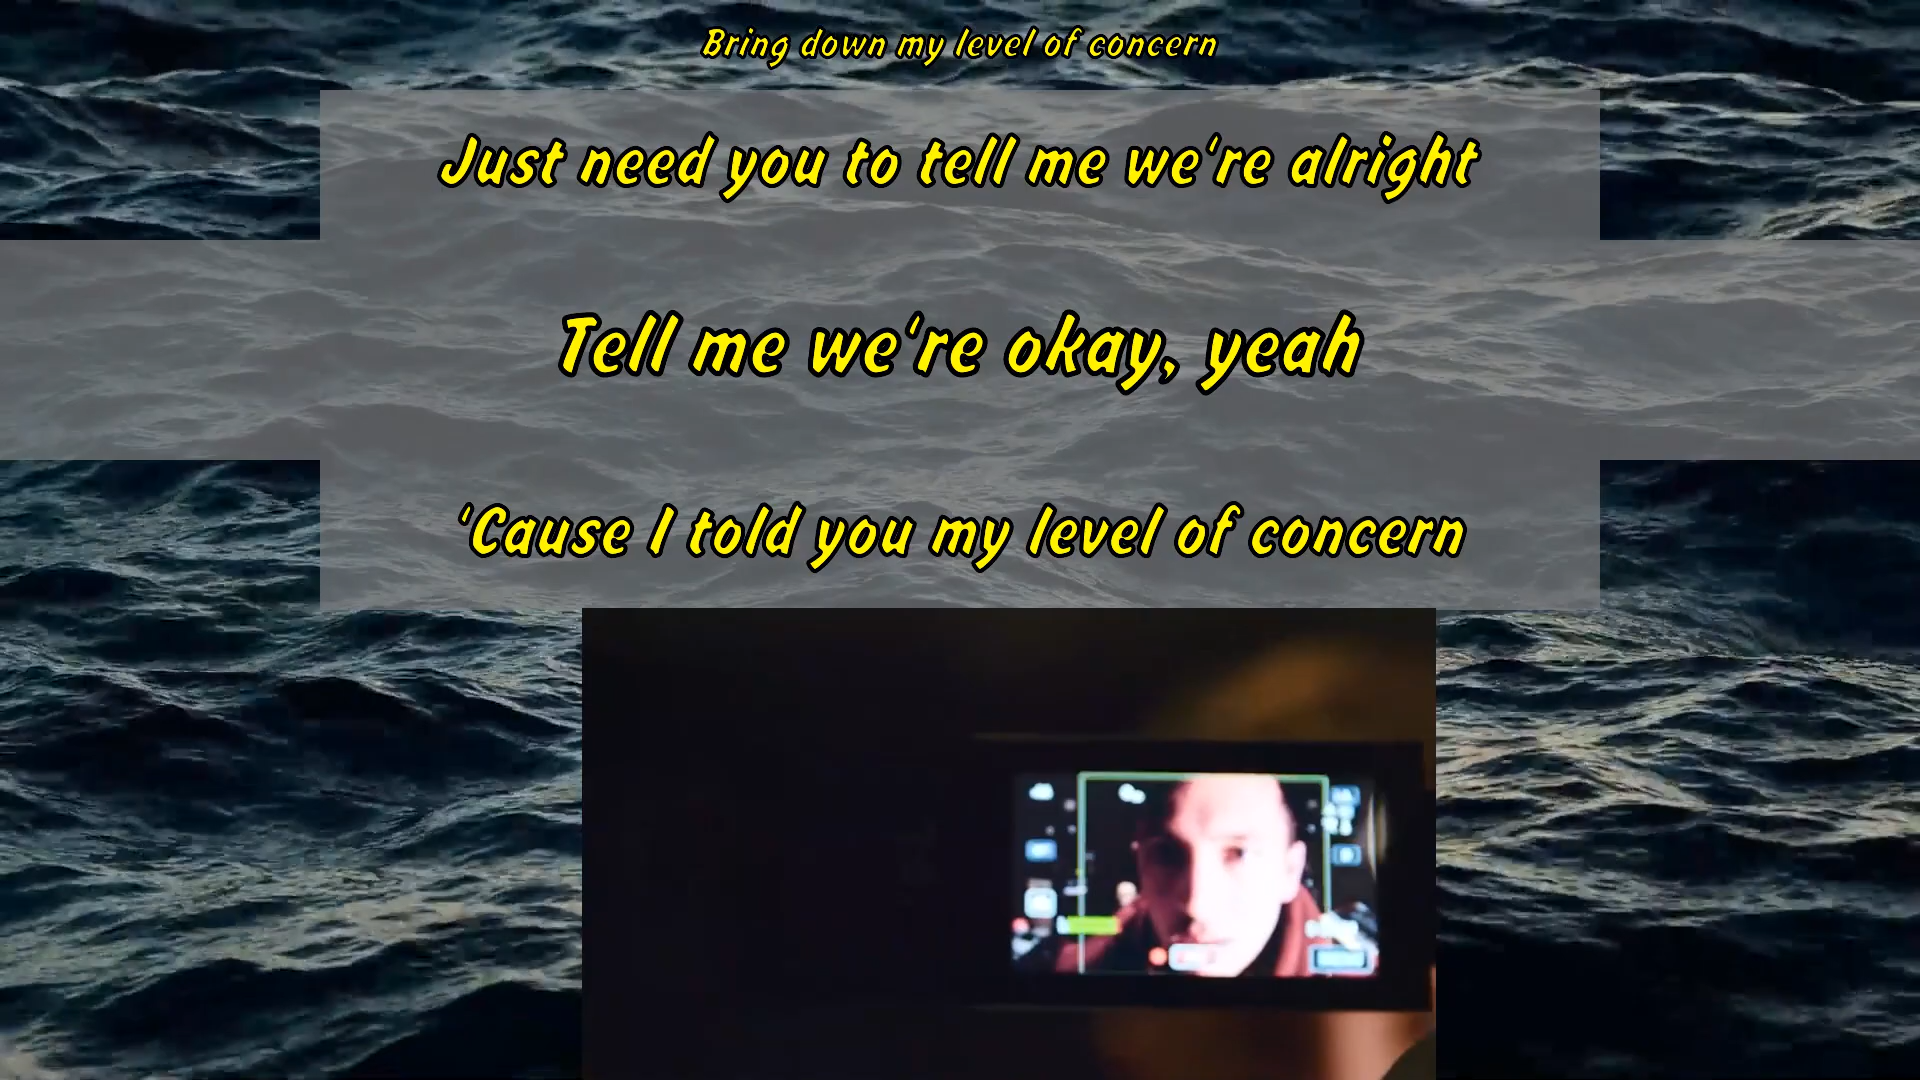 Bring down my level of concern
Just need you to tell me we're alright
Tell me we're okay, yeah
'Cause I told you my level of concern